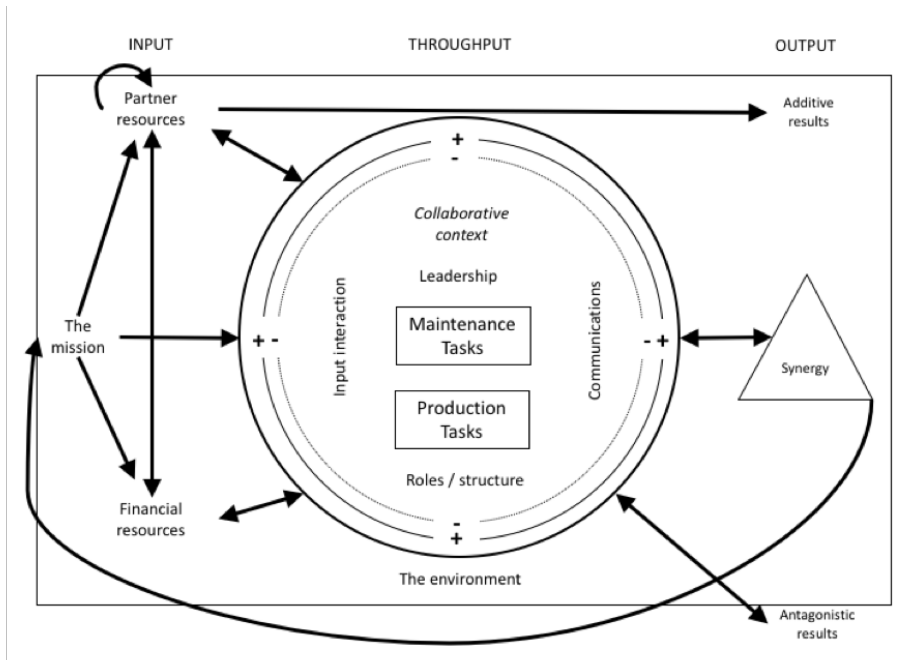 INPUT
THROUGHPUT
OUTPUT
Partner
resources
Additive
results
+
-
Collaborative
context
Leadership
Input interaction
Communications
The
mission
+ -
Maintenance
Tasks
- +
Synergy
Production
Tasks
Roles / structure
Financial
resources
-
+
The environment
Antagonistic
results